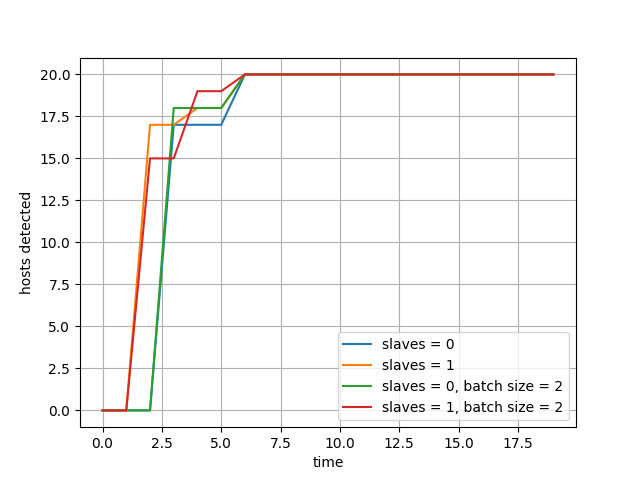 20.0
17.5
15.0
12.5
10.0
7.5
5.0
2.5
0.0
hosts detected
slaves = 0
slaves = 1
slaves = 0, batch size = 2
slaves = 1, batch size = 2
0.0 2.5 5.0 7.5 10.0 12.5 15.0 17.5
time